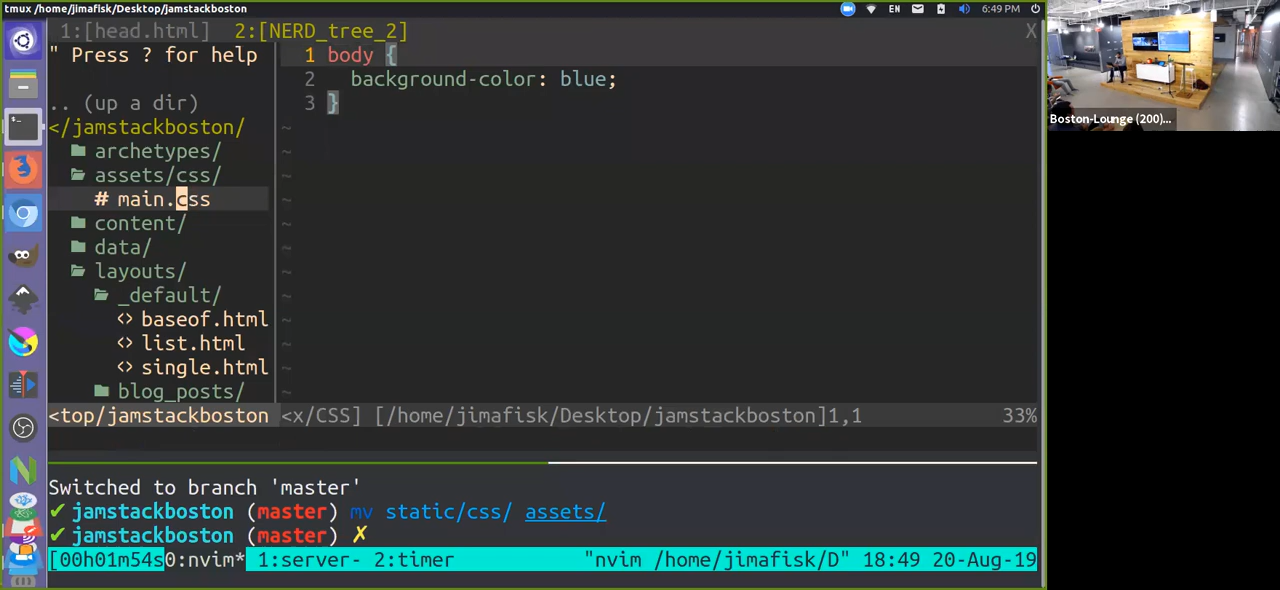 tmux /home/jimafisk/Desktop/jamstackboston
EN
6:49 PM
1:[head.html] 2:[NERD_tree_2] X
" Press ? for help
.. (up a dir)
</jamstackboston/
archetypes/
assets/css/
# main.css
content/
data/
layouts/
_default/
<> baseof.html
<> list.html
<> single.html
blog_posts/
<top/jamstackboston
1 body {
2 background-color: blue;
3 }
~
~
~
~
~
~
~
~
~
~
~
~
<x/CSS] [/home/jimafisk/Desktop/jamstackboston]1,1 33%
Switched to branch 'master'
✔ jamstackboston (master) mv static/css/ assets/
✔ jamstackboston (master) ✗
[00h01m54s0:nvim* 1:server- 2:timer "nvim /home/jimafisk/D" 18:49 20-Aug-19
Boston-Lounge (200)...